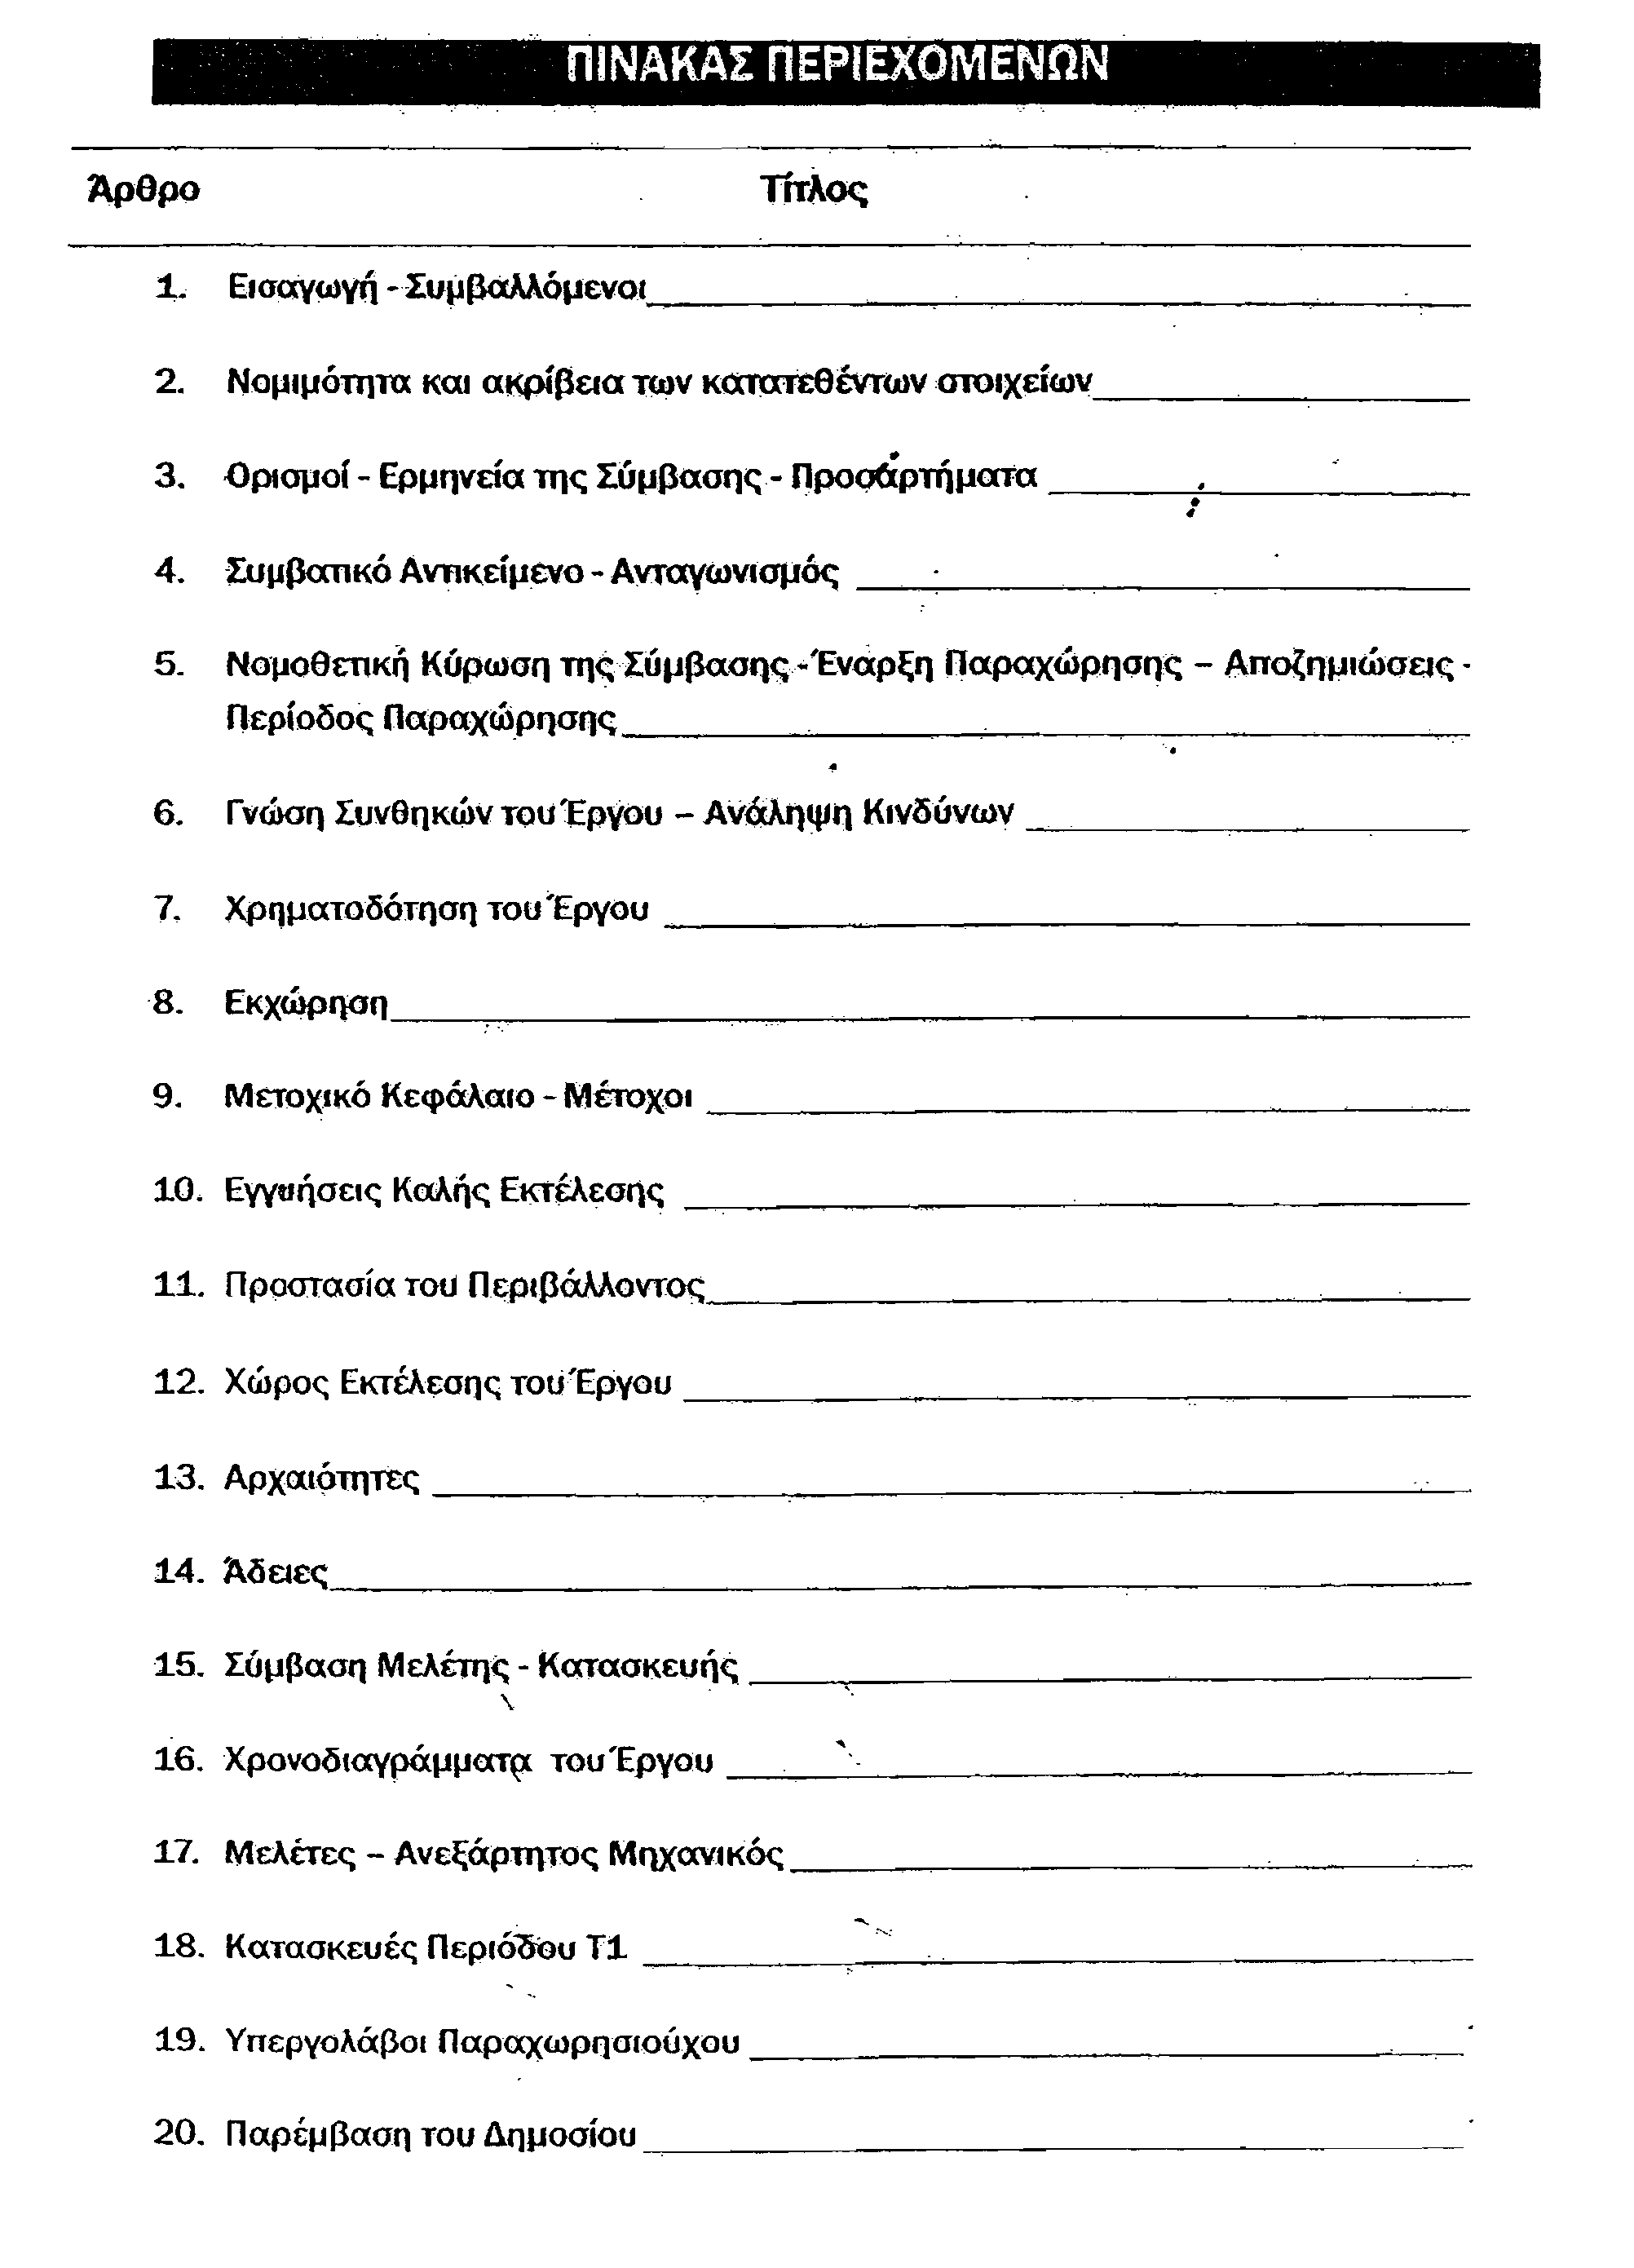 ΠΙΝΑΚΑΣ ΠΕΡΙΕΧΟΜΕΝΩΝ
Άρθρο Τίτλος
1. Εισαγωγή - Συμβαλλόμενοι
2. Νομιμότητα και ακρίβεια των κατατεθέντων στοιχείων
3. Ορισμοί - Ερμηνεία της Σύμβασης - Προσαρτήματα
4. Συμβατικό Αντικείμενο - Ανταγωνισμός
5. Νομοθετική Κύρωση της Σύμβασης - Έναρξη Παραχώρησης – Αποζημιώσεις -
Περίοδος Παραχώρησης
6. Γνώση Συνθηκών του Έργου – Ανάληψη Κινδύνων
7. Χρηματοδότηση του Έργου
8. Εκχώρηση
9. Μετοχικό Κεφάλαιο - Μέτοχοι
10. Εγγυήσεις Καλής Εκτέλεσης
11. Προστασία του Περιβάλλοντος
12. Χώρος Εκτέλεσης του Έργου
13. Αρχαιότητες
14. Άδειες
15. Σύμβαση Μελέτης - Κατασκευής
16. Χρονοδιαγράμματα του Έργου
17. Μελέτες – Ανεξάρτητος Μηχανικός
18. Κατασκευές Περιόδου Τ1
19. Υπεργολάβοι Παραχωρησιούχου
20. Παρέμβαση του Δημοσίου